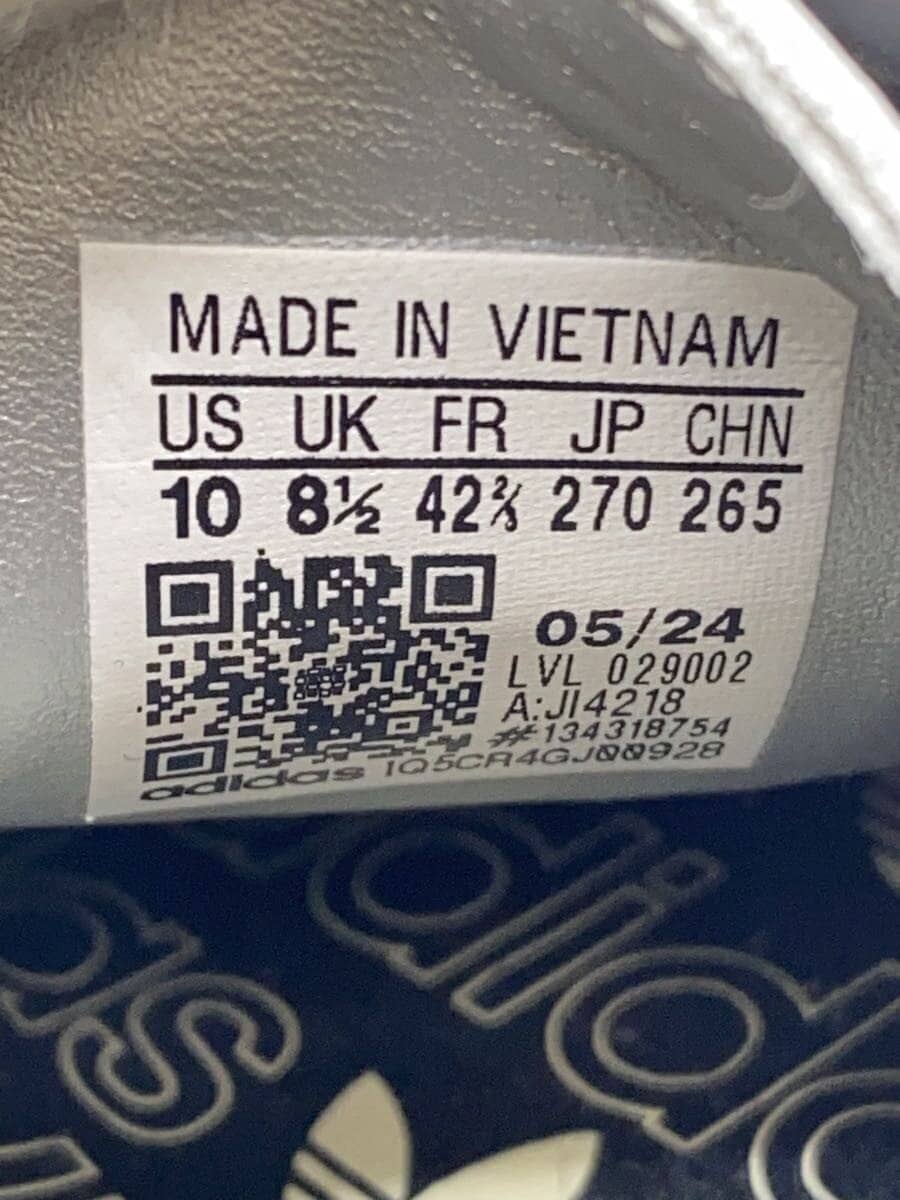 MADE IN VIETNAM
US UK FR JP CHN
10 8½ 42⅔ 270 265
05/24
LVL 029002
A:JI4218
#134318754
adidas 1Q5CR4GJ00928
adidas
adidas